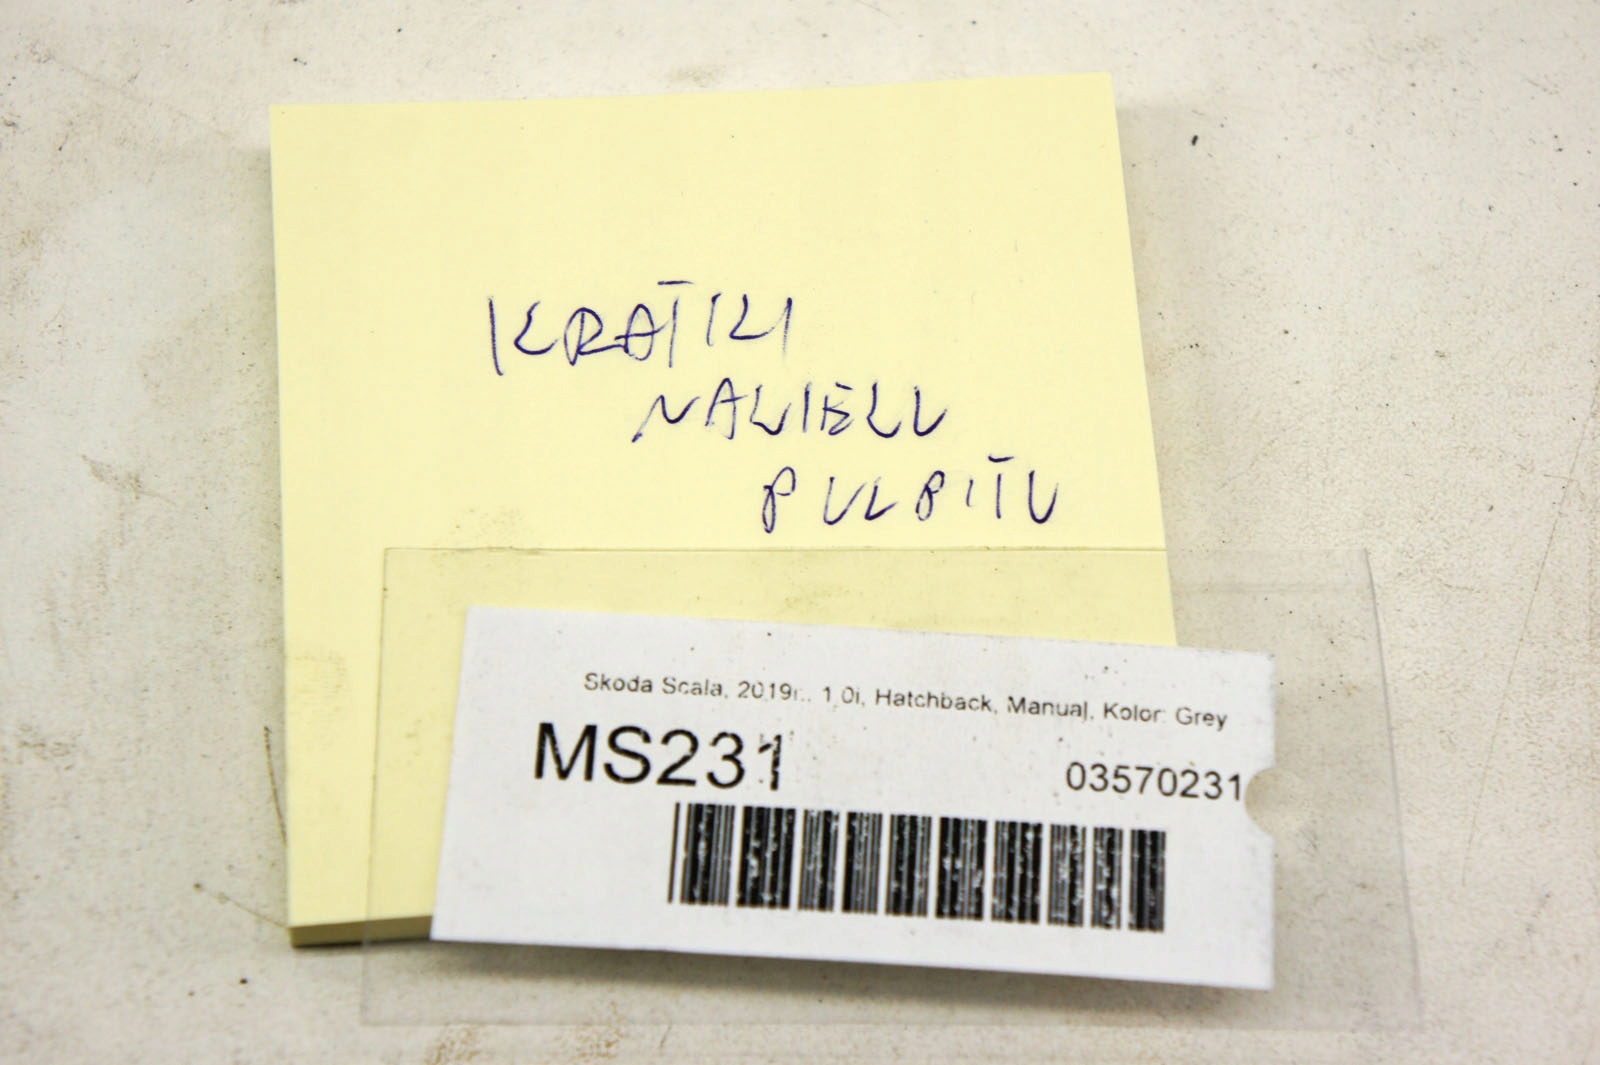 KRATKI
NAWIEW
PULPITU
Skoda Scala, 2019r., 1.0i, Hatchback, Manual, Kolor: Grey
MS231
03570231